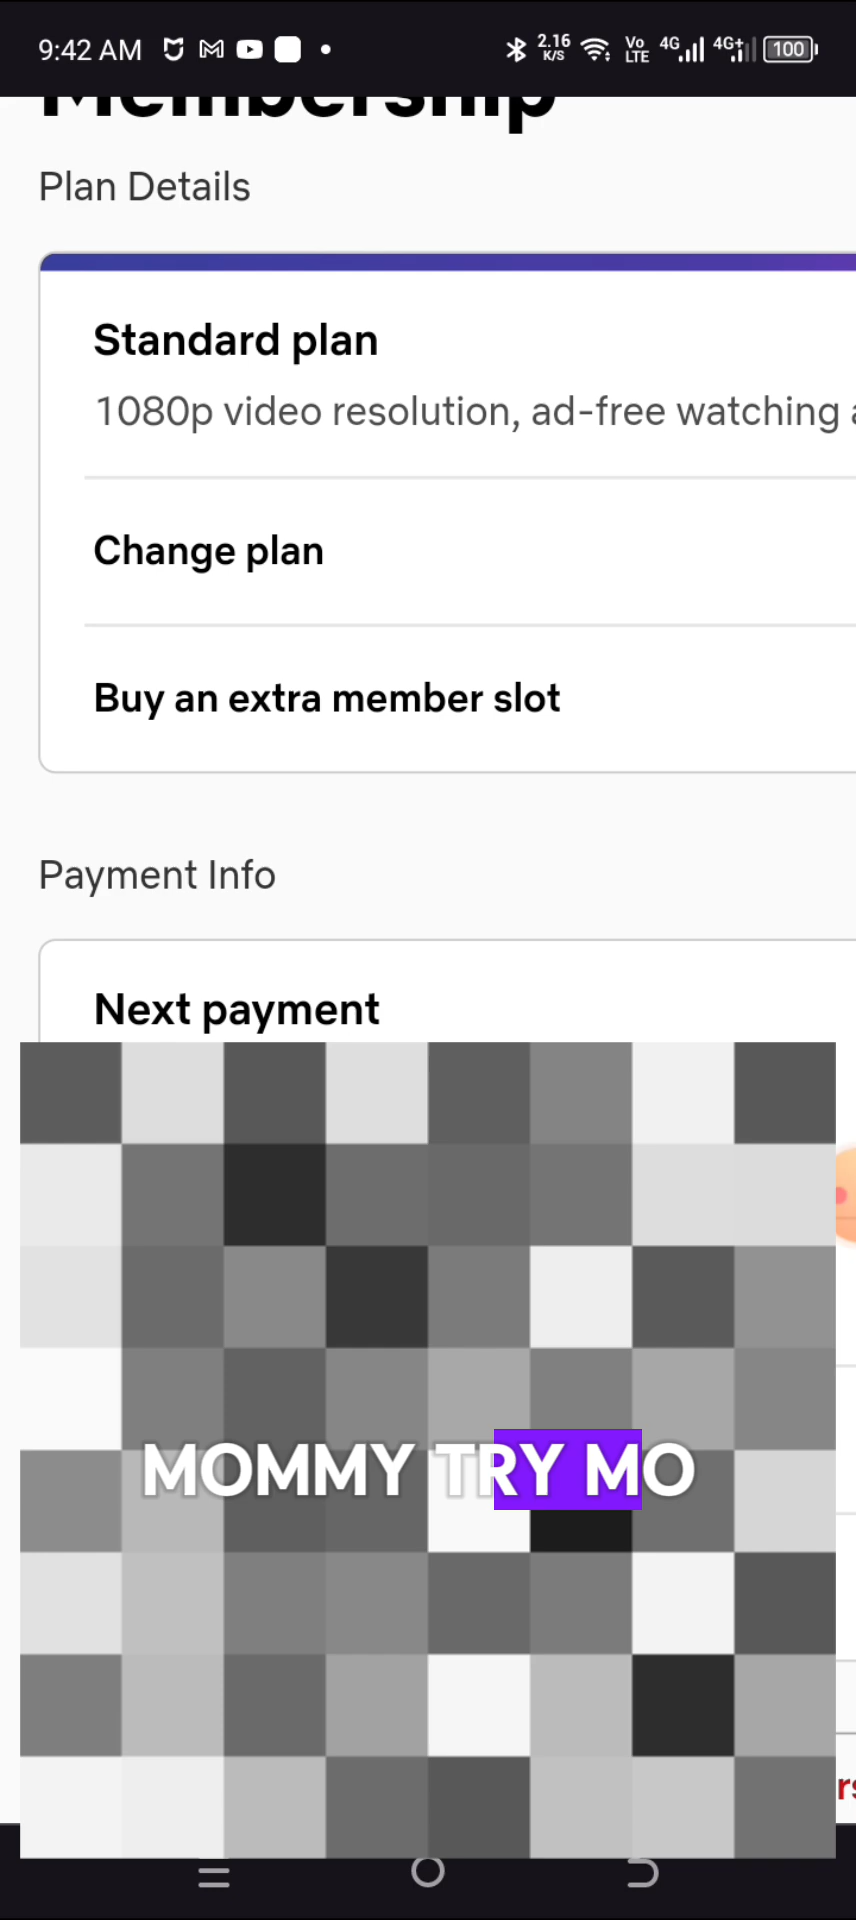 9:42 AM 2.16 K/S Vo LTE 4G 4G+ 100
Membership
Plan Details
Standard plan
1080p video resolution, ad-free watching
Change plan
Buy an extra member slot
Payment Info
Next payment
MOMMY TRY MO